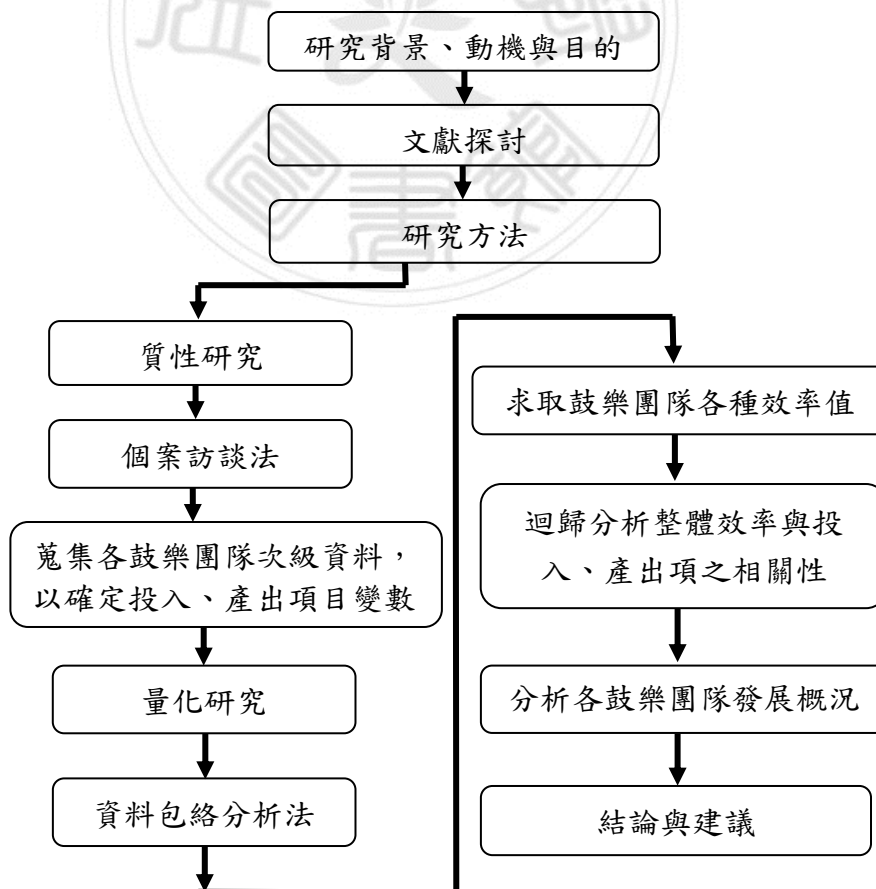 研究背景、動機與目的
文獻探討
研究方法
質性研究
個案訪談法
蒐集各鼓樂團隊次級資料，
以確定投入、產出項目變數
量化研究
資料包絡分析法
求取鼓樂團隊各種效率值
迴歸分析整體效率與投
入、產出項之相關性
分析各鼓樂團隊發展概況
結論與建議